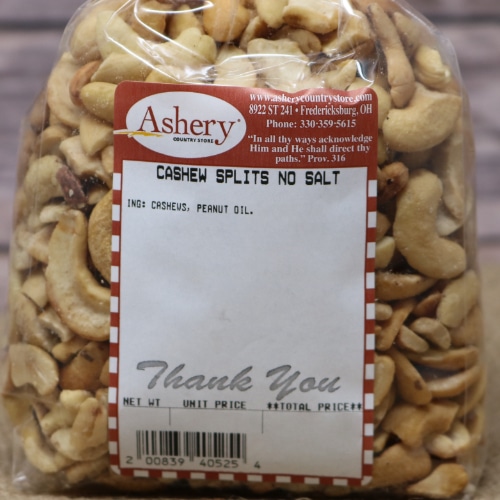 Ashery
COUNTRY STORE
www.asherycountrystore.com
8922 ST 241 • Fredericksburg, OH
Phone: 330-359-5615
"In all thy ways acknowledge
Him and He shall direct thy
paths." Prov. 316
CASHEW SPLITS NO SALT
ING: CASHEWS, PEANUT OIL.
Thank You
NET WT UNIT PRICE **TOTAL PRICE**
2 00839 40525 4